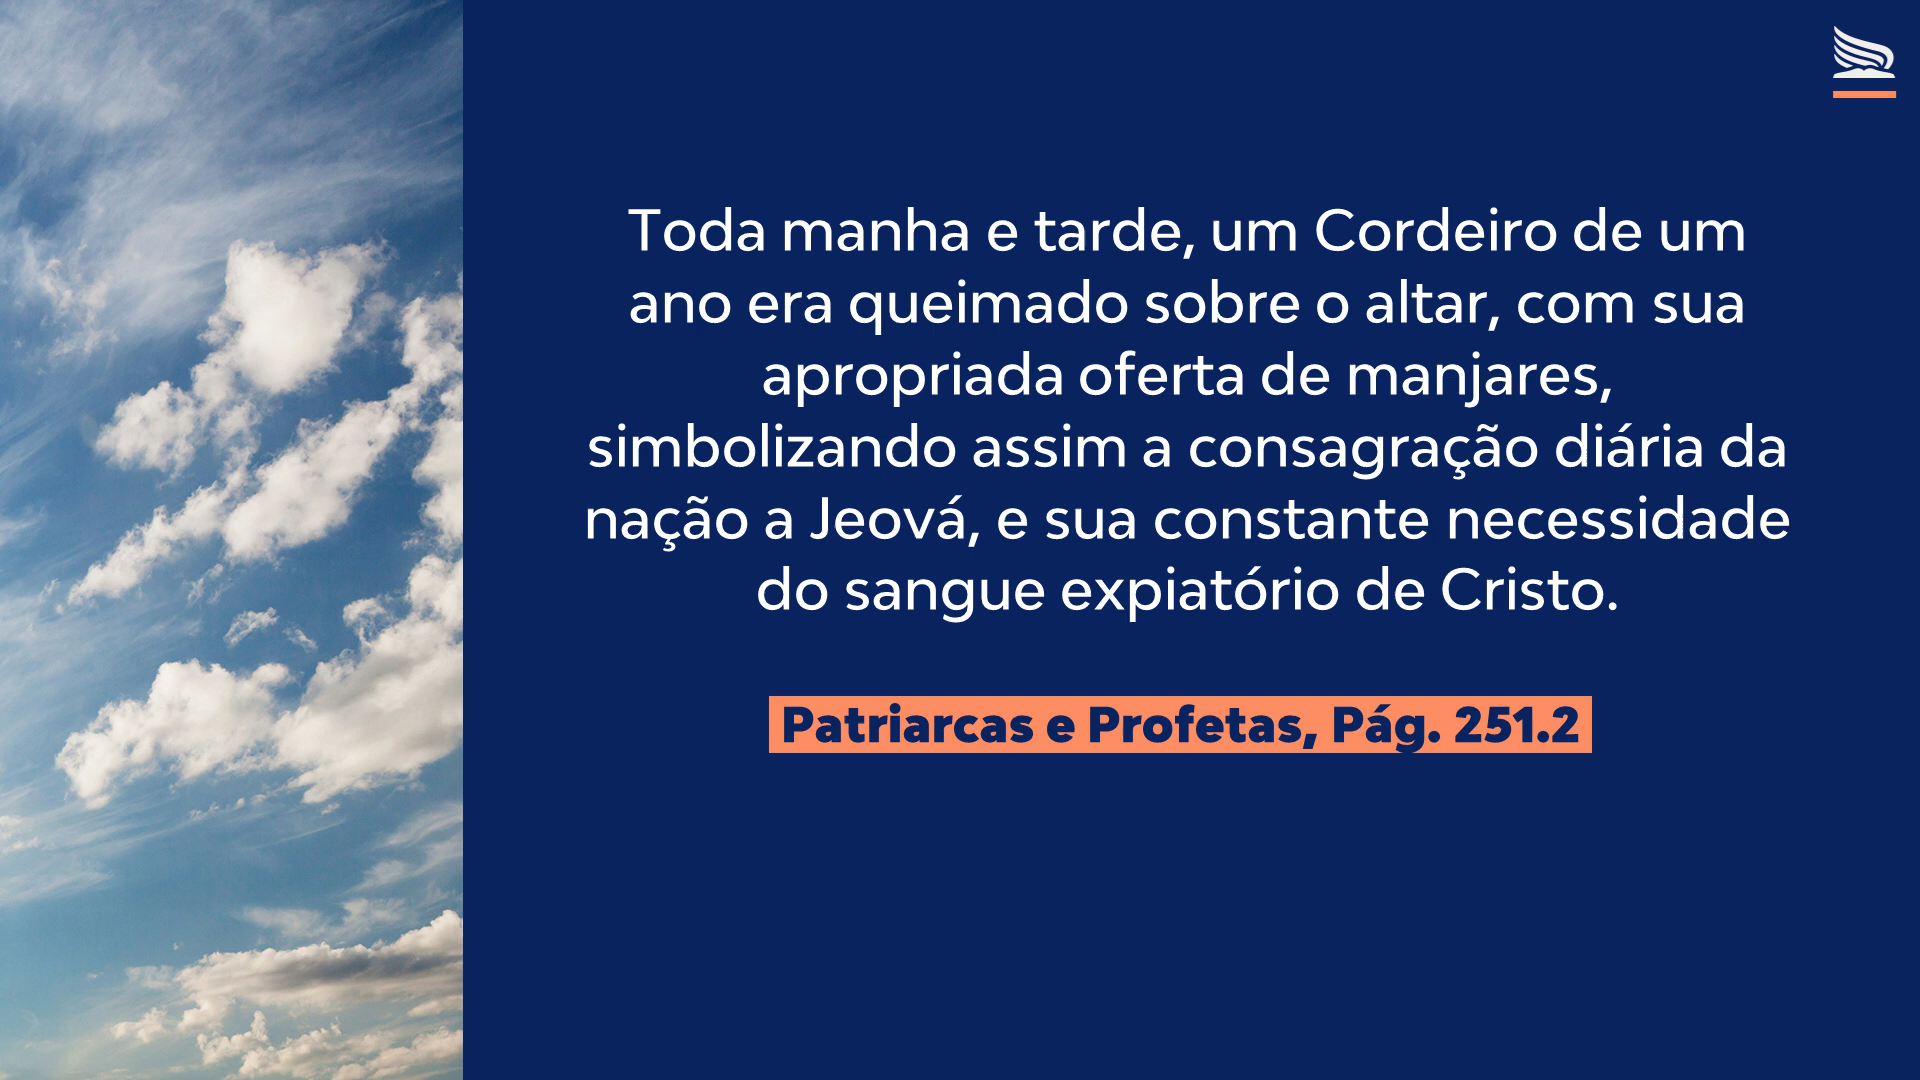 Toda manha e tarde, um Cordeiro de um
ano era queimado sobre o altar, com sua
apropriada oferta de manjares,
simbolizando assim a consagração diária da
nação a Jeová, e sua constante necessidade
do sangue expiatório de Cristo.
Patriarcas e Profetas, Pág. 251.2